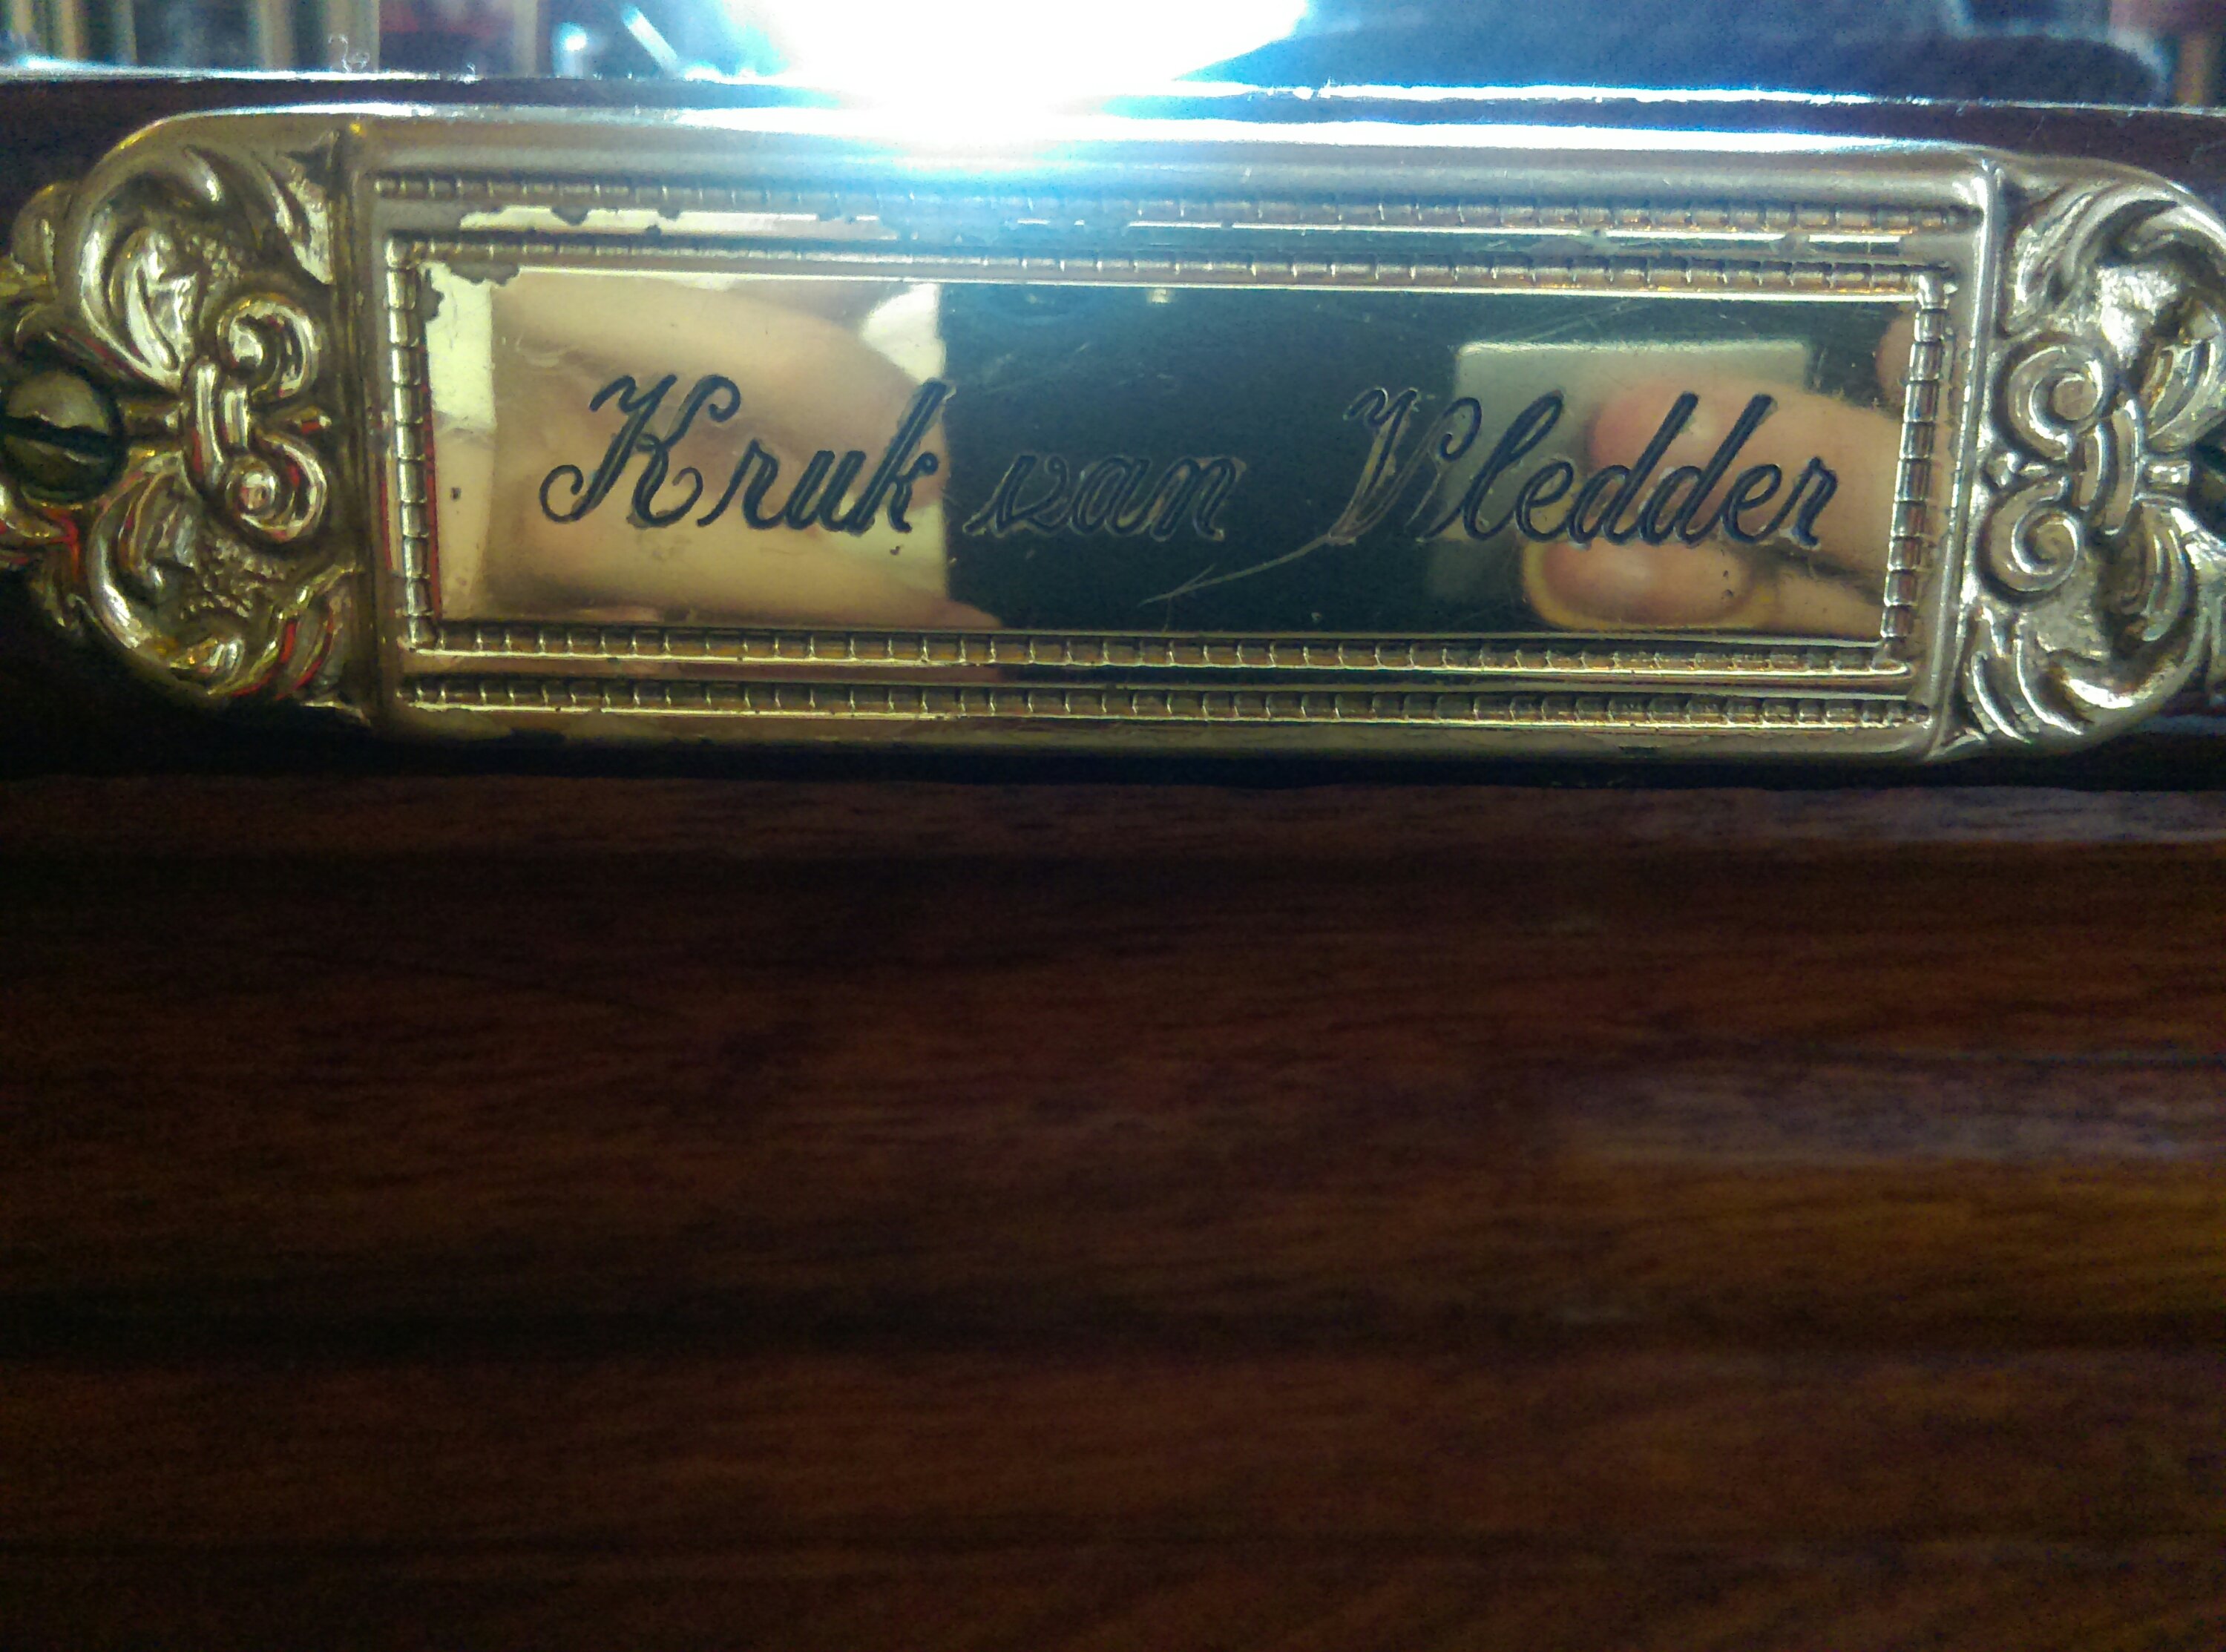 Kruk van Vledder